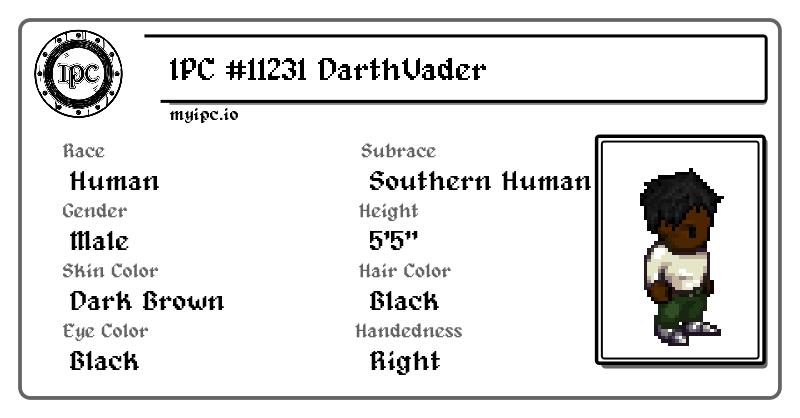 IPC
IPC #11231 DarthVader
myipc.io
Race
Human
Subrace
Southern Human
Gender
Male
Height
5'5"
Skin Color
Dark Brown
Hair Color
Black
Eye Color
Black
Handedness
Right